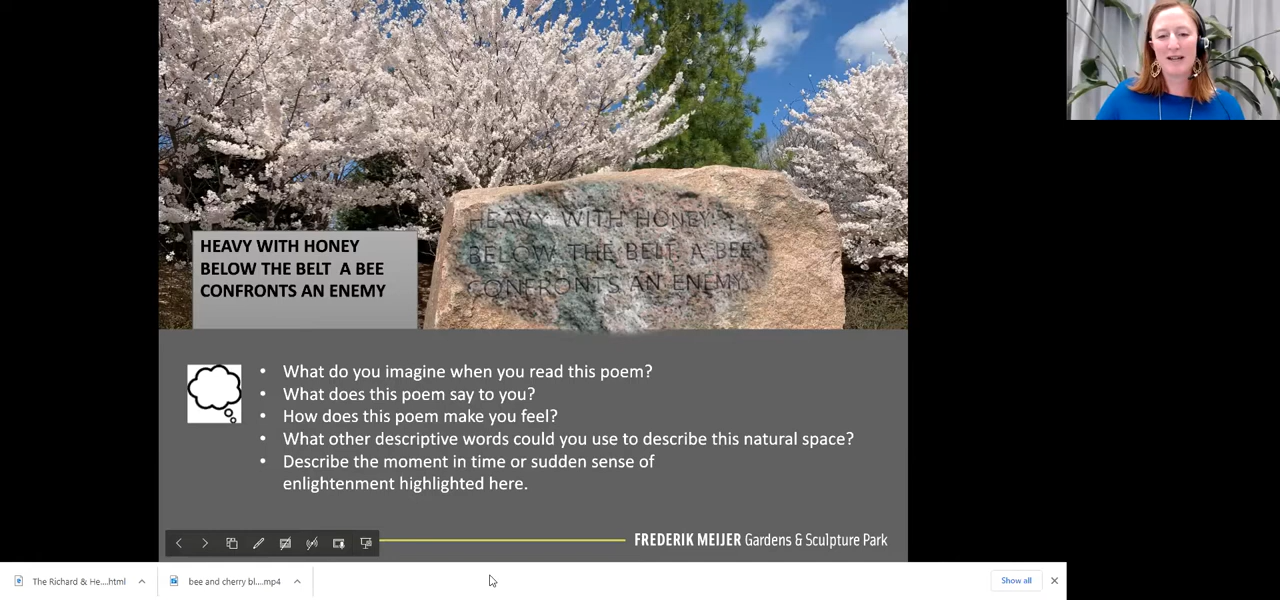 HEAVY WITH HONEY
BELOW THE BELT. A BEE
CONFRONTS AN ENEMY.
HEAVY WITH HONEY
BELOW THE BELT  A BEE
CONFRONTS AN ENEMY
• What do you imagine when you read this poem?
• What does this poem say to you?
• How does this poem make you feel?
• What other descriptive words could you use to describe this natural space?
• Describe the moment in time or sudden sense of
enlightenment highlighted here.
FREDERIK MEIJER Gardens & Sculpture Park
The Richard & He....html
bee and cherry bl....mp4
Show all